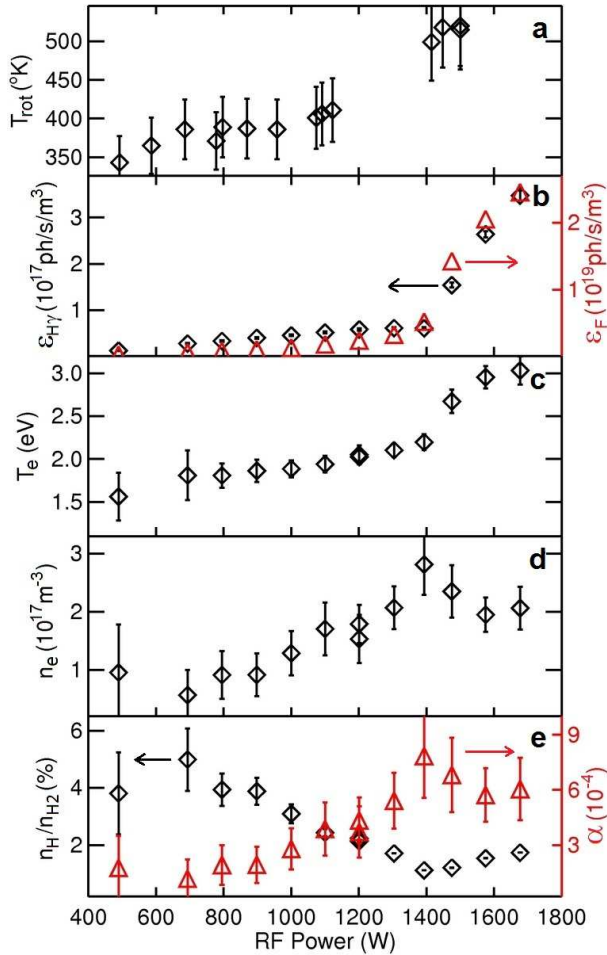 a
500
450
400
350
T_rot (°K)
b
3
2
1
ε_Hγ (10^17 ph/s/m^3)
2
1
ε_F (10^19 ph/s/m^3)
c
3.0
2.5
2.0
1.5
T_e (eV)
d
3
2
1
n_e (10^17 m^-3)
e
6%
4
2
n_H/n_H2 (%)
9
6
3
α (10^-4)
400 600 800 1000 1200 1400 1600 1800
RF Power (W)